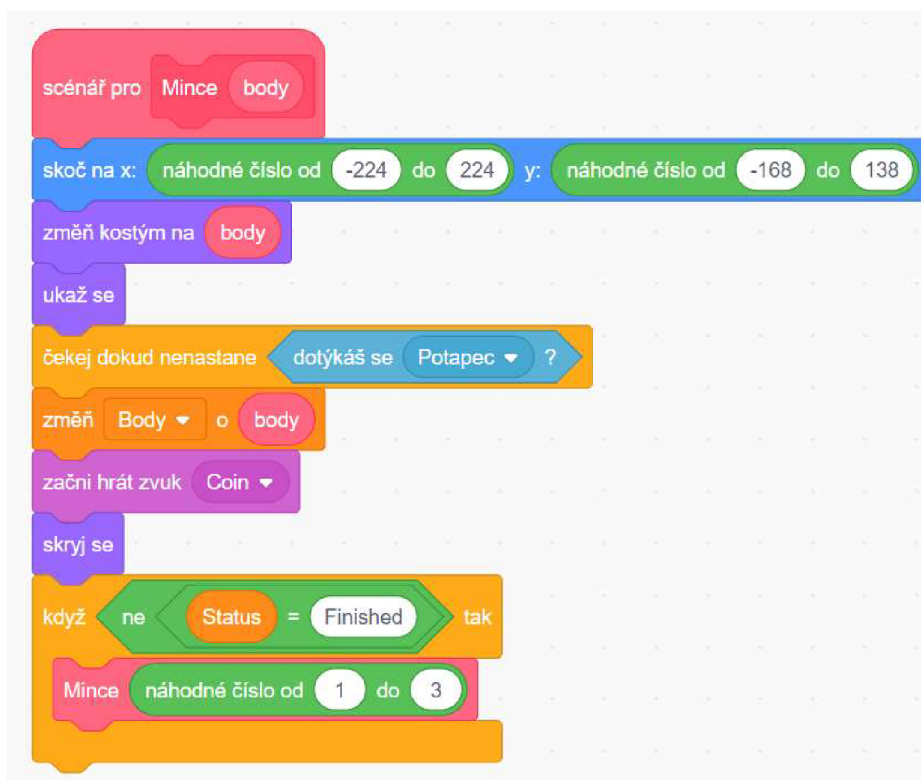 scénář pro Mince body
skoč na x: náhodné číslo od -224 do 224 y: náhodné číslo od -168 do 138
změň kostým na body
ukaž se
čekej dokud nenastane dotýkáš se Potapec ?
změň Body o body
začni hrát zvuk Coin
skryj se
když ne Status = Finished tak
Mince náhodné číslo od 1 do 3